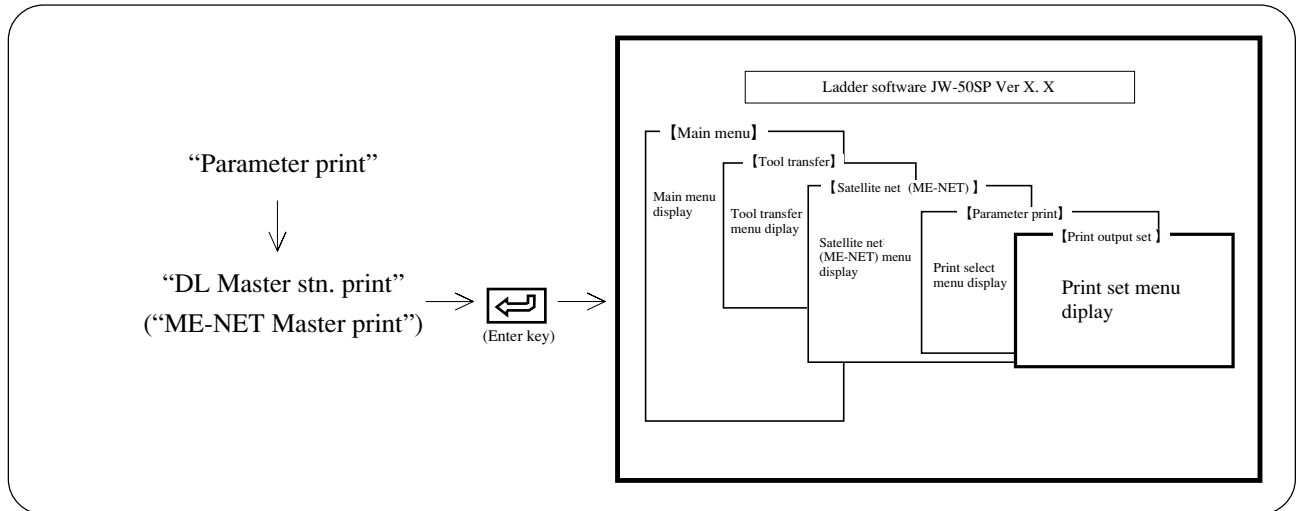 “Parameter print”
“DL Master stn. print”
(“ME-NET Master print”)
(Enter key)
Ladder software JW-50SP Ver X. X
【Main menu】
【Tool transfer】
【Satellite net (ME-NET) 】
【Parameter print】
【Print output set 】
Main menu
display
Tool transfer
menu diplay
Satellite net
(ME-NET) menu
display
Print select
menu display
Print set menu
diplay